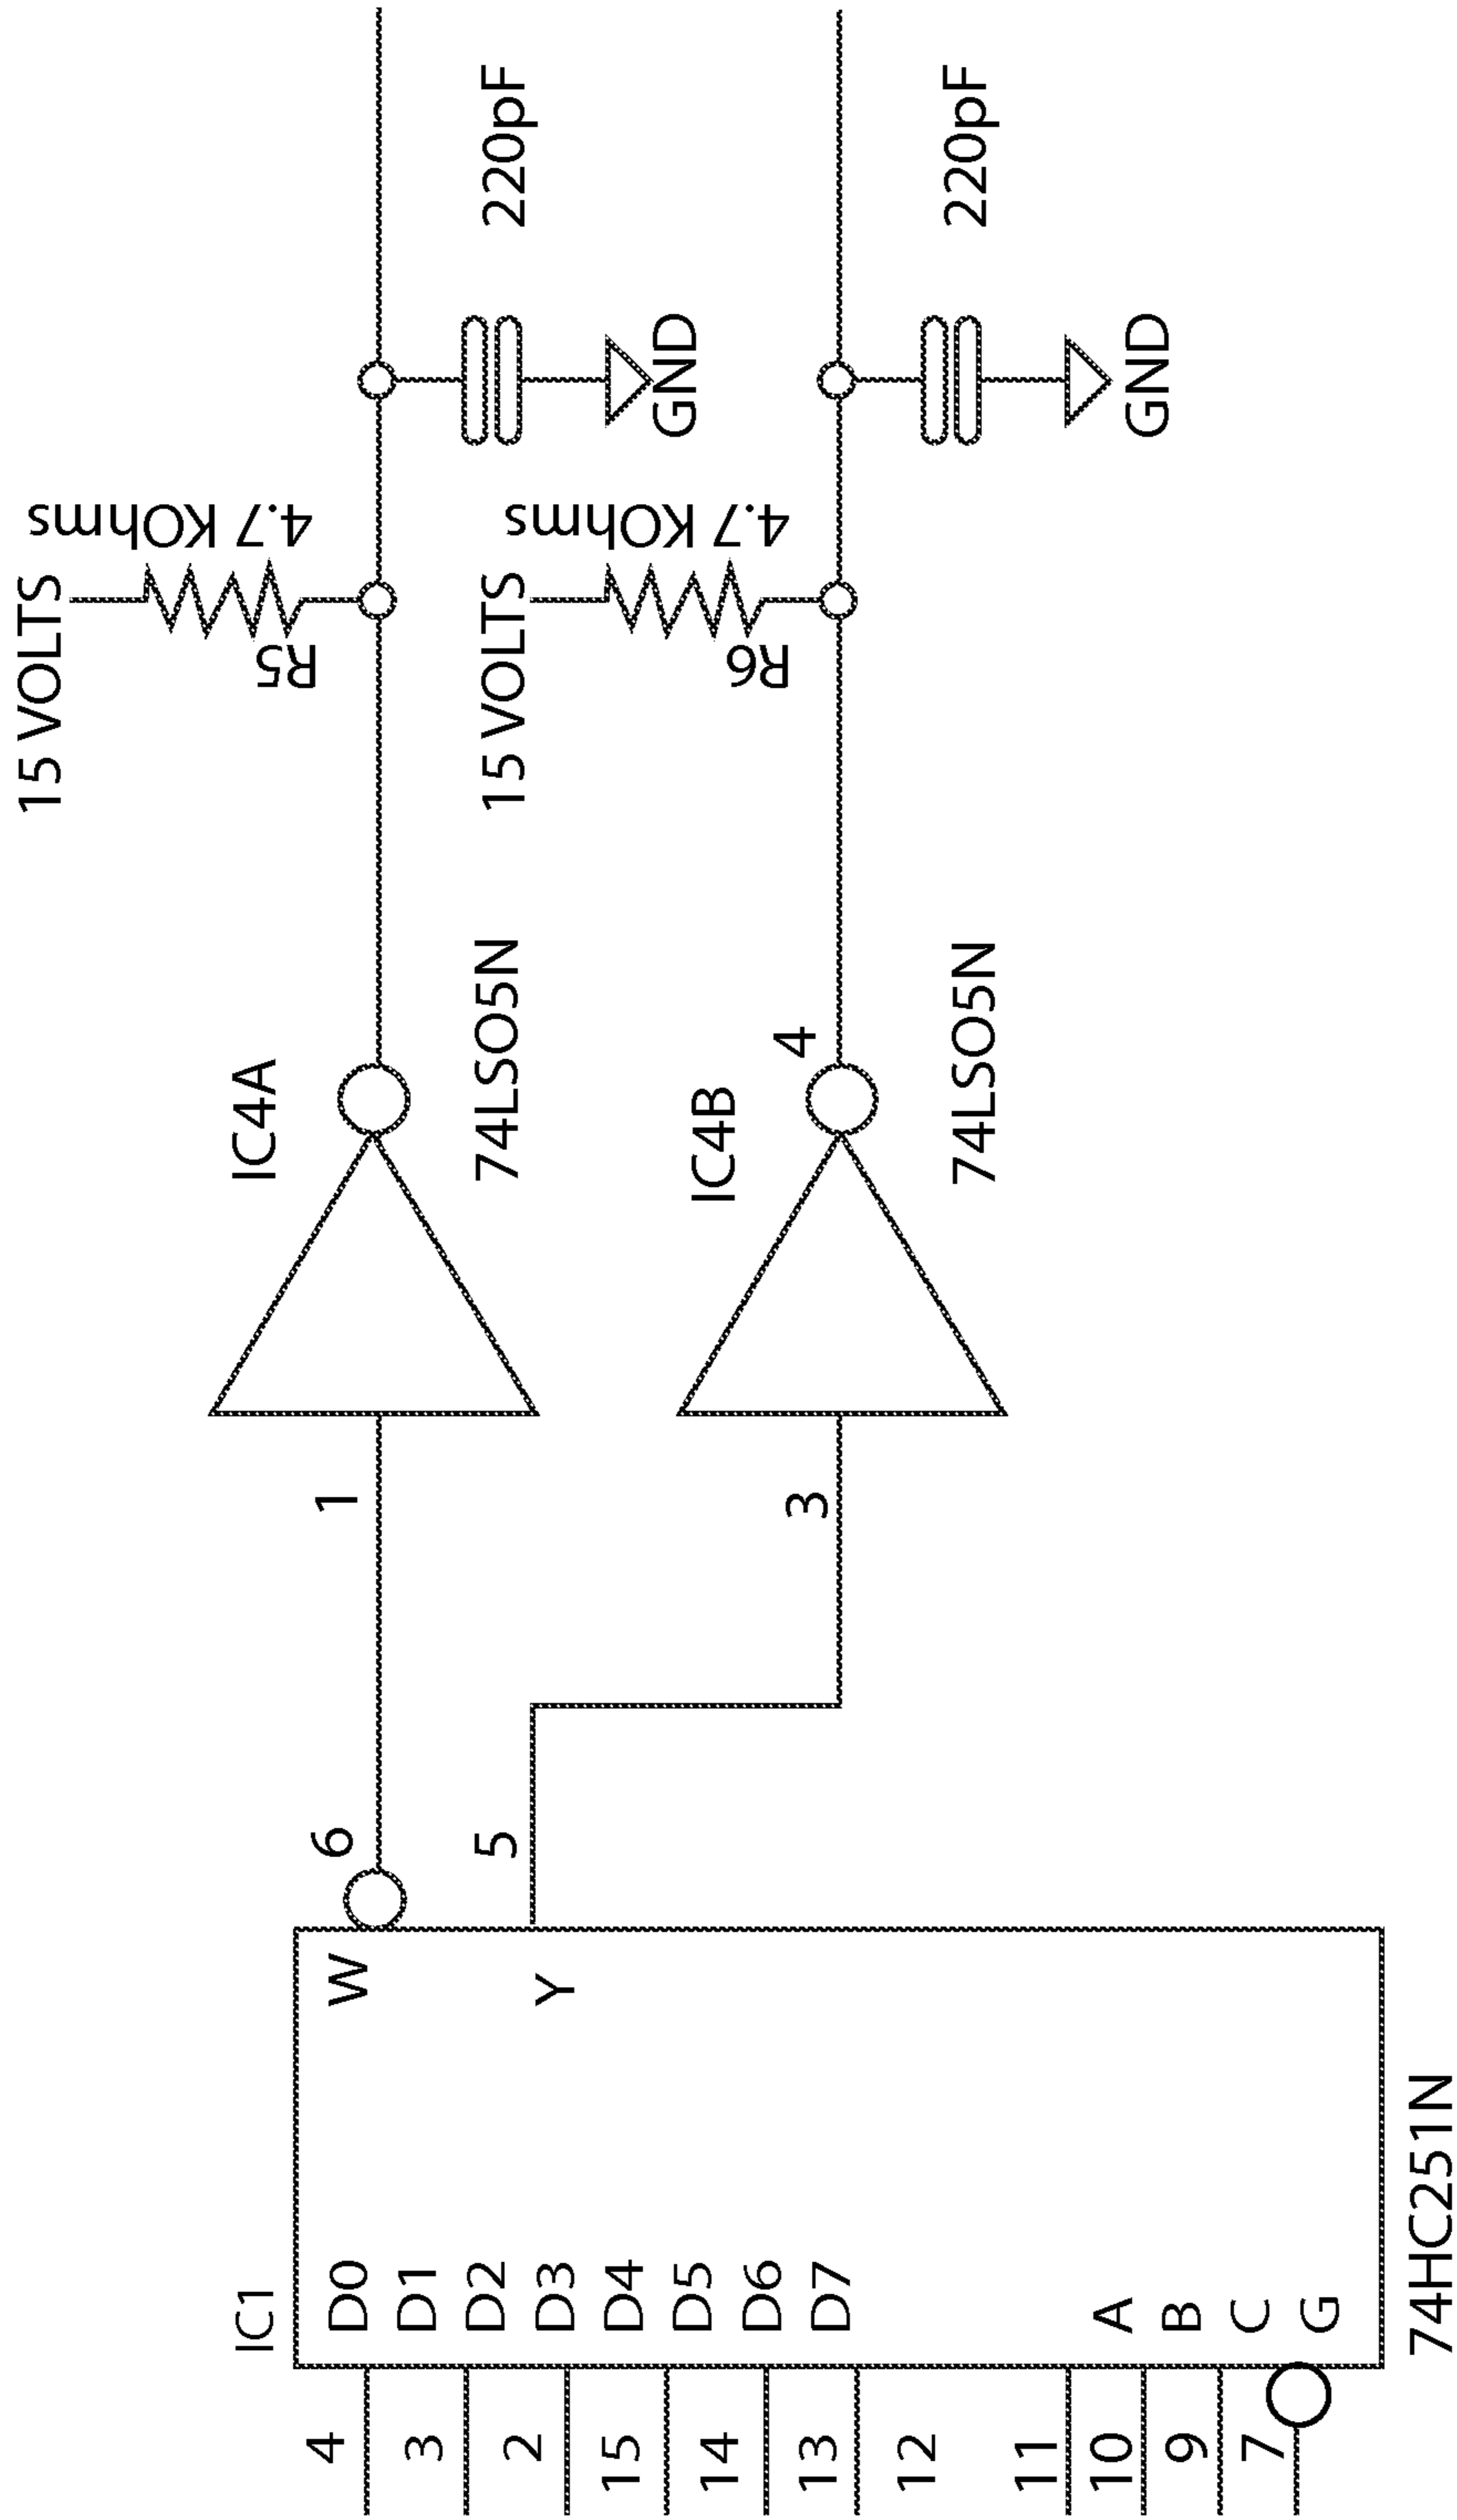 15 VOLTS
4.7 KOhms
R5
220pF
GND
IC4A
74LSO5N
15 VOLTS
4.7 KOhms
R6
220pF
GND
IC4B
4
74LSO5N
1
3
6
5
IC1
W
Y
D0
D1
D2
D3
D4
D5
D6
D7
A
B
C
G
4
3
2
15
14
13
12
11
10
9
7
74HC251N